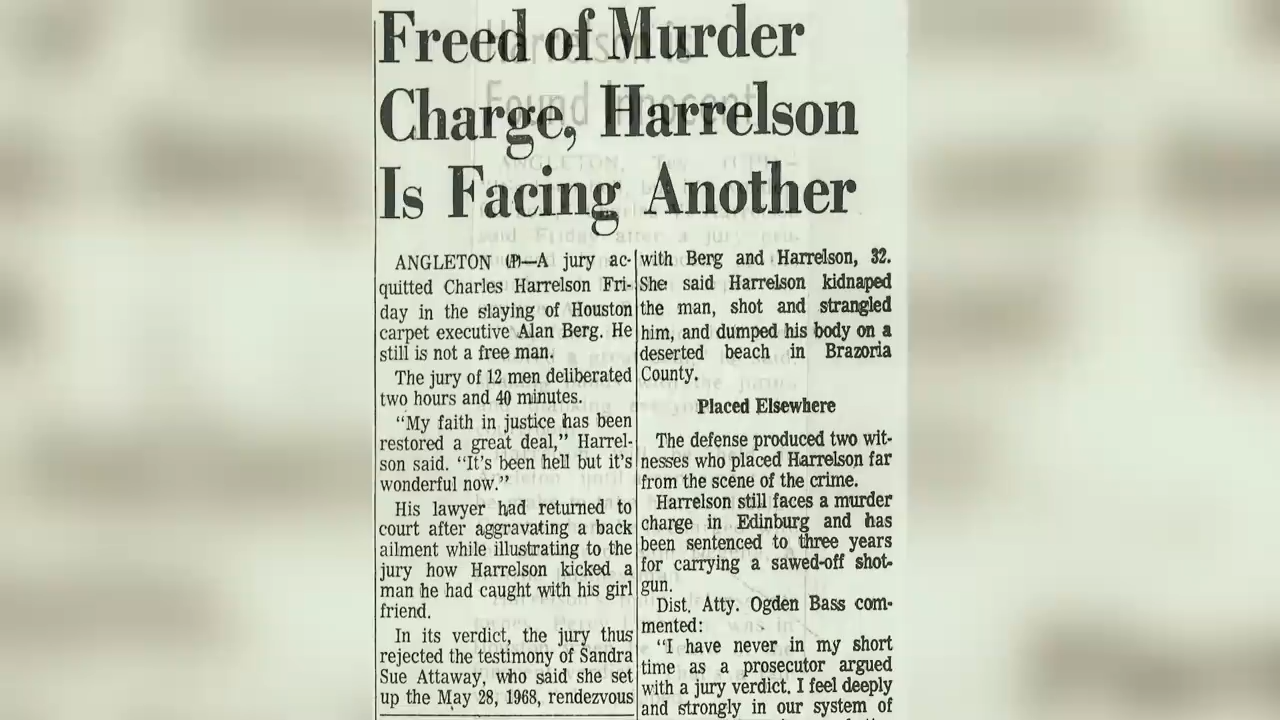 Freed of Murder
Charge, Harrelson
Is Facing Another
ANGLETON (P)—A jury ac-
quitted Charles Harrelson Fri-
day in the slaying of Houston
carpet executive Alan Berg. He
still is not a free man.
The jury of 12 men deliberated
two hours and 40 minutes.
“My faith in justice has been
restored a great deal,” Harrel-
son said. “It's been hell but it's
wonderful now.”
His lawyer had returned to
court after aggravating a back
ailment while illustrating to the
jury how Harrelson kicked a
man he had caught with his girl
friend.
In its verdict, the jury thus
rejected the testimony of Sandra
Sue Attaway, who said she set
up the May 28, 1968, rendezvous
with Berg and Harrelson, 32.
She said Harrelson kidnaped
the man, shot and strangled
him, and dumped his body on a
deserted beach in Brazoria
County.
Placed Elsewhere
The defense produced two wit-
nesses who placed Harrelson far
from the scene of the crime.
Harrelson still faces a murder
charge in Edinburg and has
been sentenced to three years
for carrying a sawed-off shot-
gun.
Dist. Atty. Ogden Bass com-
mented:
“I have never in my short
time as a prosecutor argued
with a jury verdict. I feel deeply
and strongly in our system of